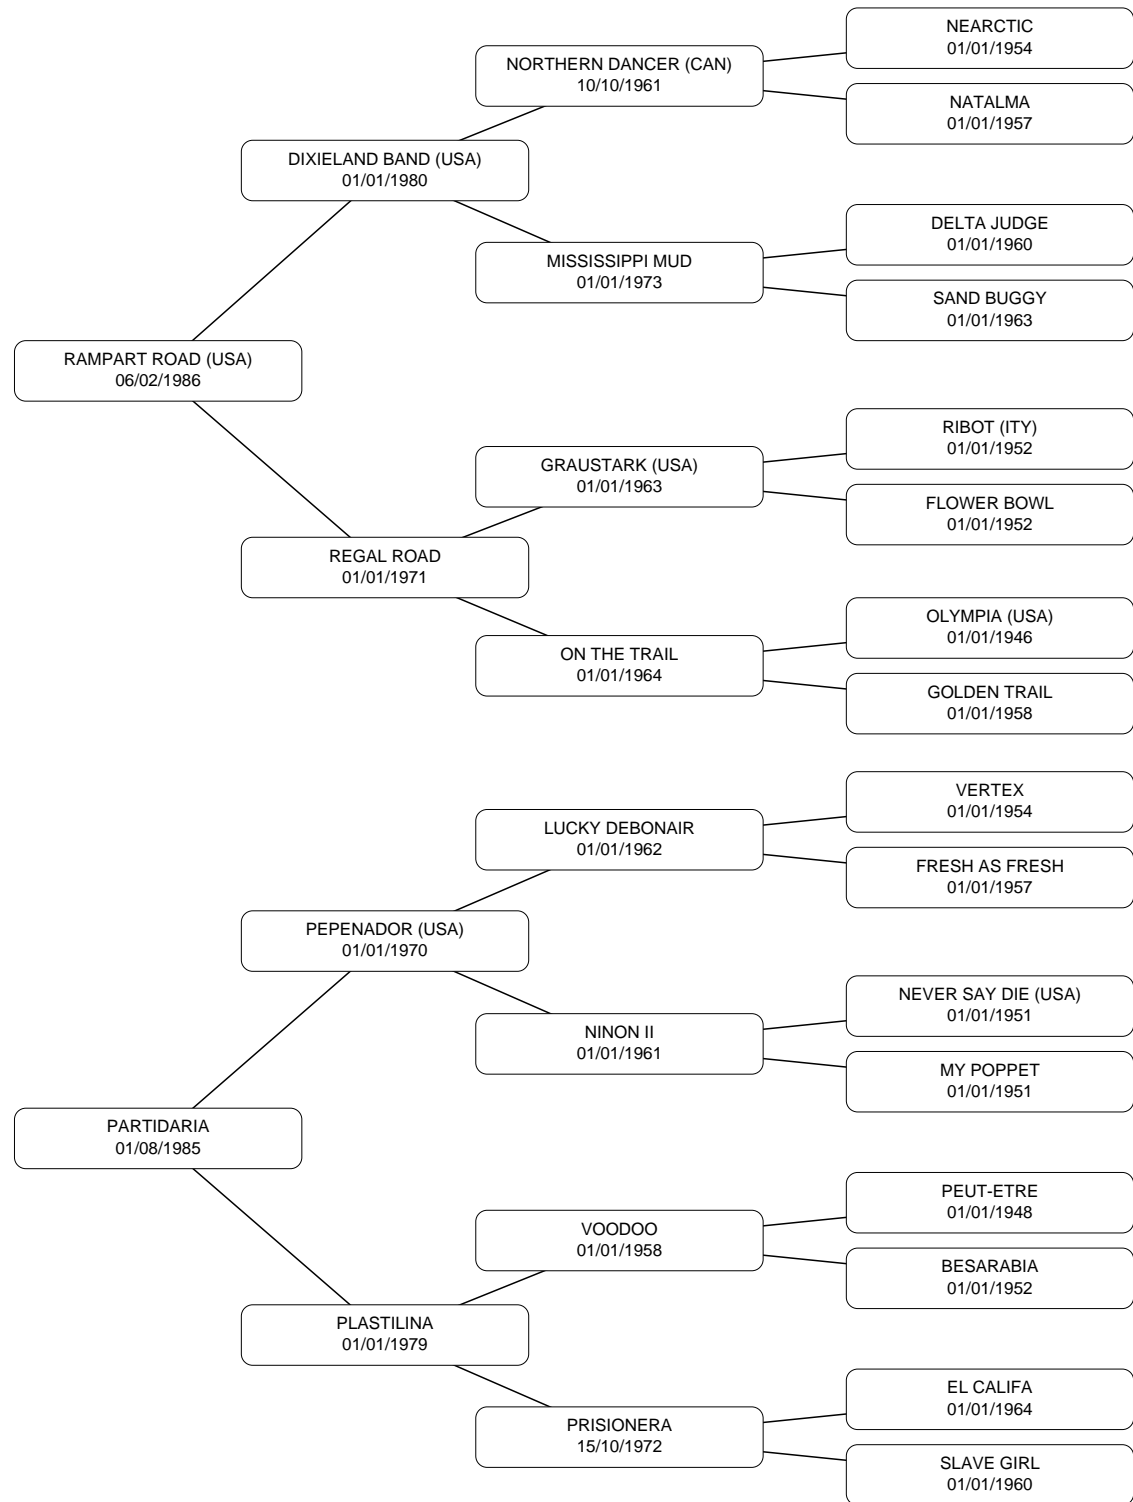 NEARCTIC
01/01/1954
NORTHERN DANCER (CAN)
10/10/1961
NATALMA
01/01/1957
DIXIELAND BAND (USA)
01/01/1980
DELTA JUDGE
01/01/1960
MISSISSIPPI MUD
01/01/1973
SAND BUGGY
01/01/1963
RAMPART ROAD (USA)
06/02/1986
RIBOT (ITY)
01/01/1952
GRAUSTARK (USA)
01/01/1963
FLOWER BOWL
01/01/1952
REGAL ROAD
01/01/1971
OLYMPIA (USA)
01/01/1946
ON THE TRAIL
01/01/1964
GOLDEN TRAIL
01/01/1958
VERTEX
01/01/1954
LUCKY DEBONAIR
01/01/1962
FRESH AS FRESH
01/01/1957
PEPENADOR (USA)
01/01/1970
NEVER SAY DIE (USA)
01/01/1951
NINON II
01/01/1961
MY POPPET
01/01/1951
PARTIDARIA
01/08/1985
PEUT-ETRE
01/01/1948
VOODOO
01/01/1958
BESARABIA
01/01/1952
PLASTILINA
01/01/1979
EL CALIFA
01/01/1964
PRISIONERA
15/10/1972
SLAVE GIRL
01/01/1960